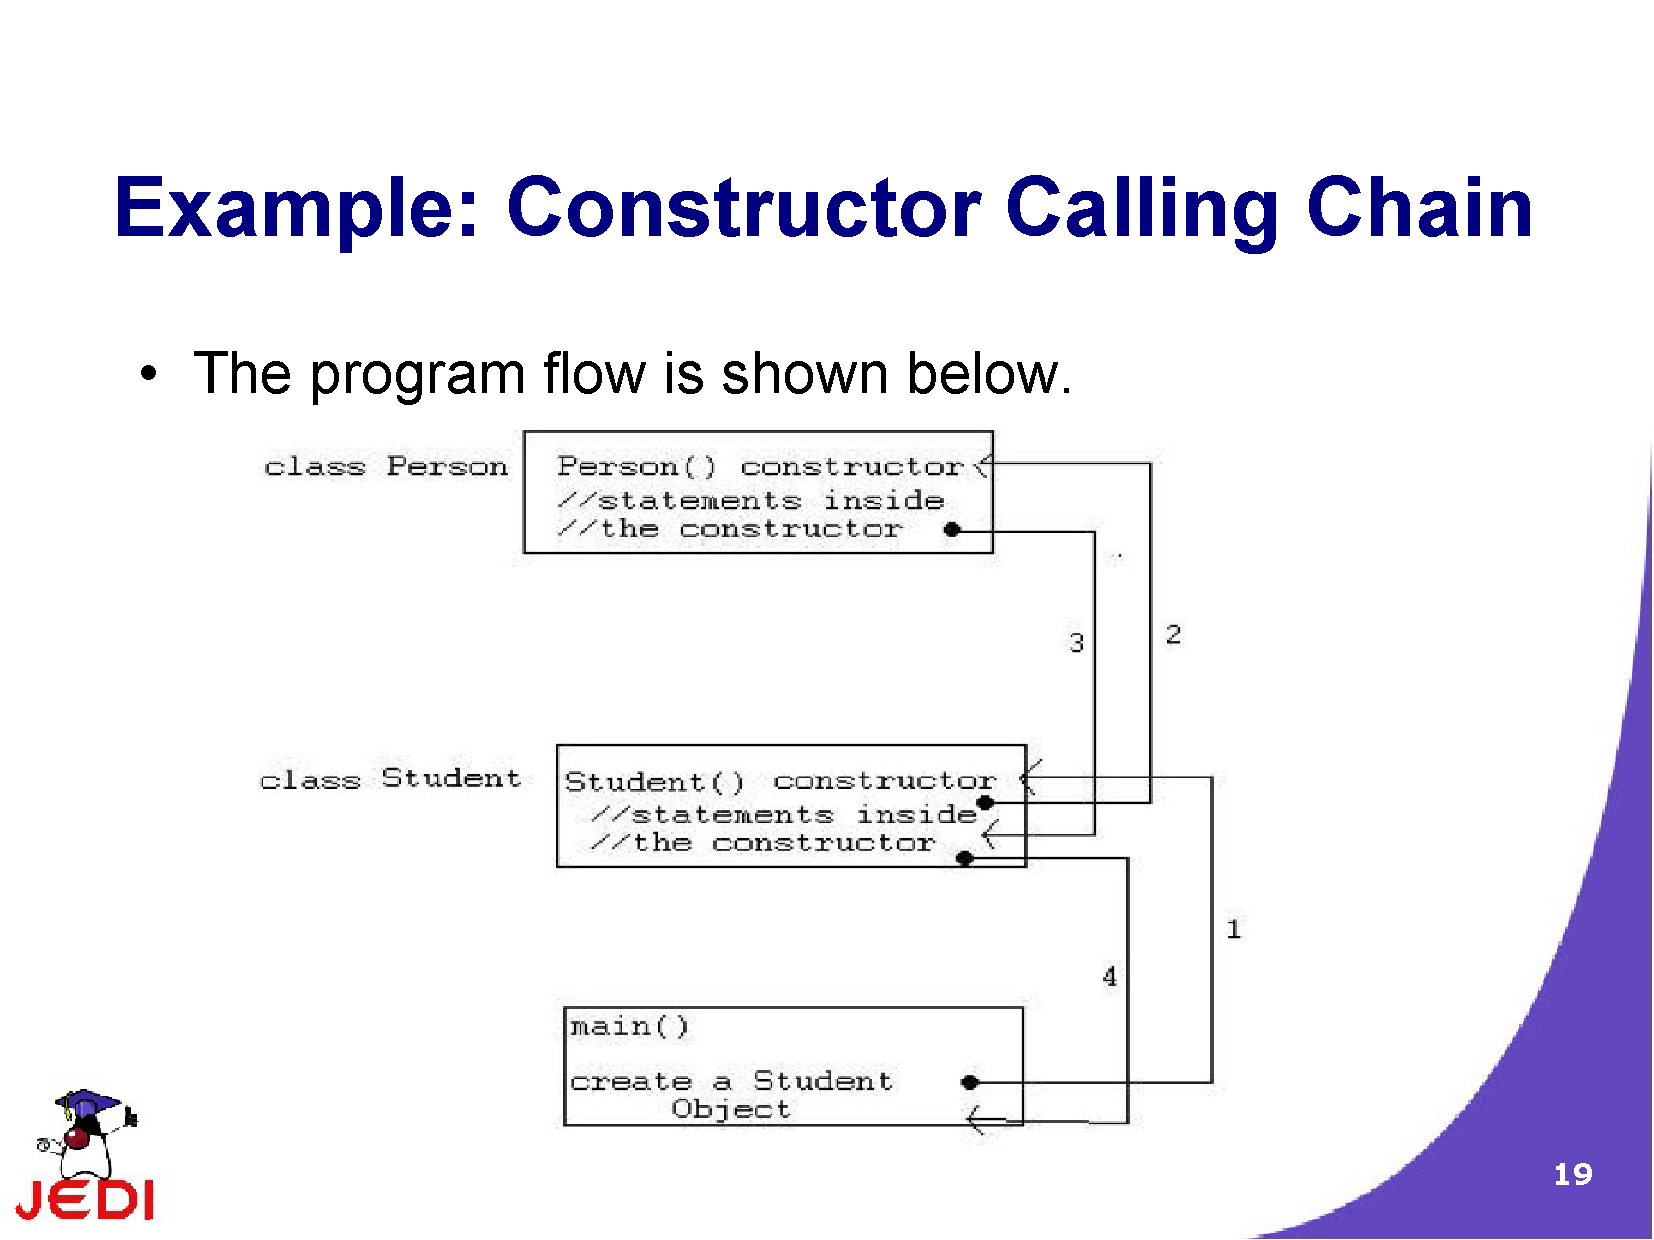 Example: Constructor Calling Chain
• The program flow is shown below.
class Person
Person() constructor
//statements inside
//the constructor
3
2
class Student
Student() constructor
//statements inside
//the constructor
1
4
main()
create a Student
Object
JEDI
19